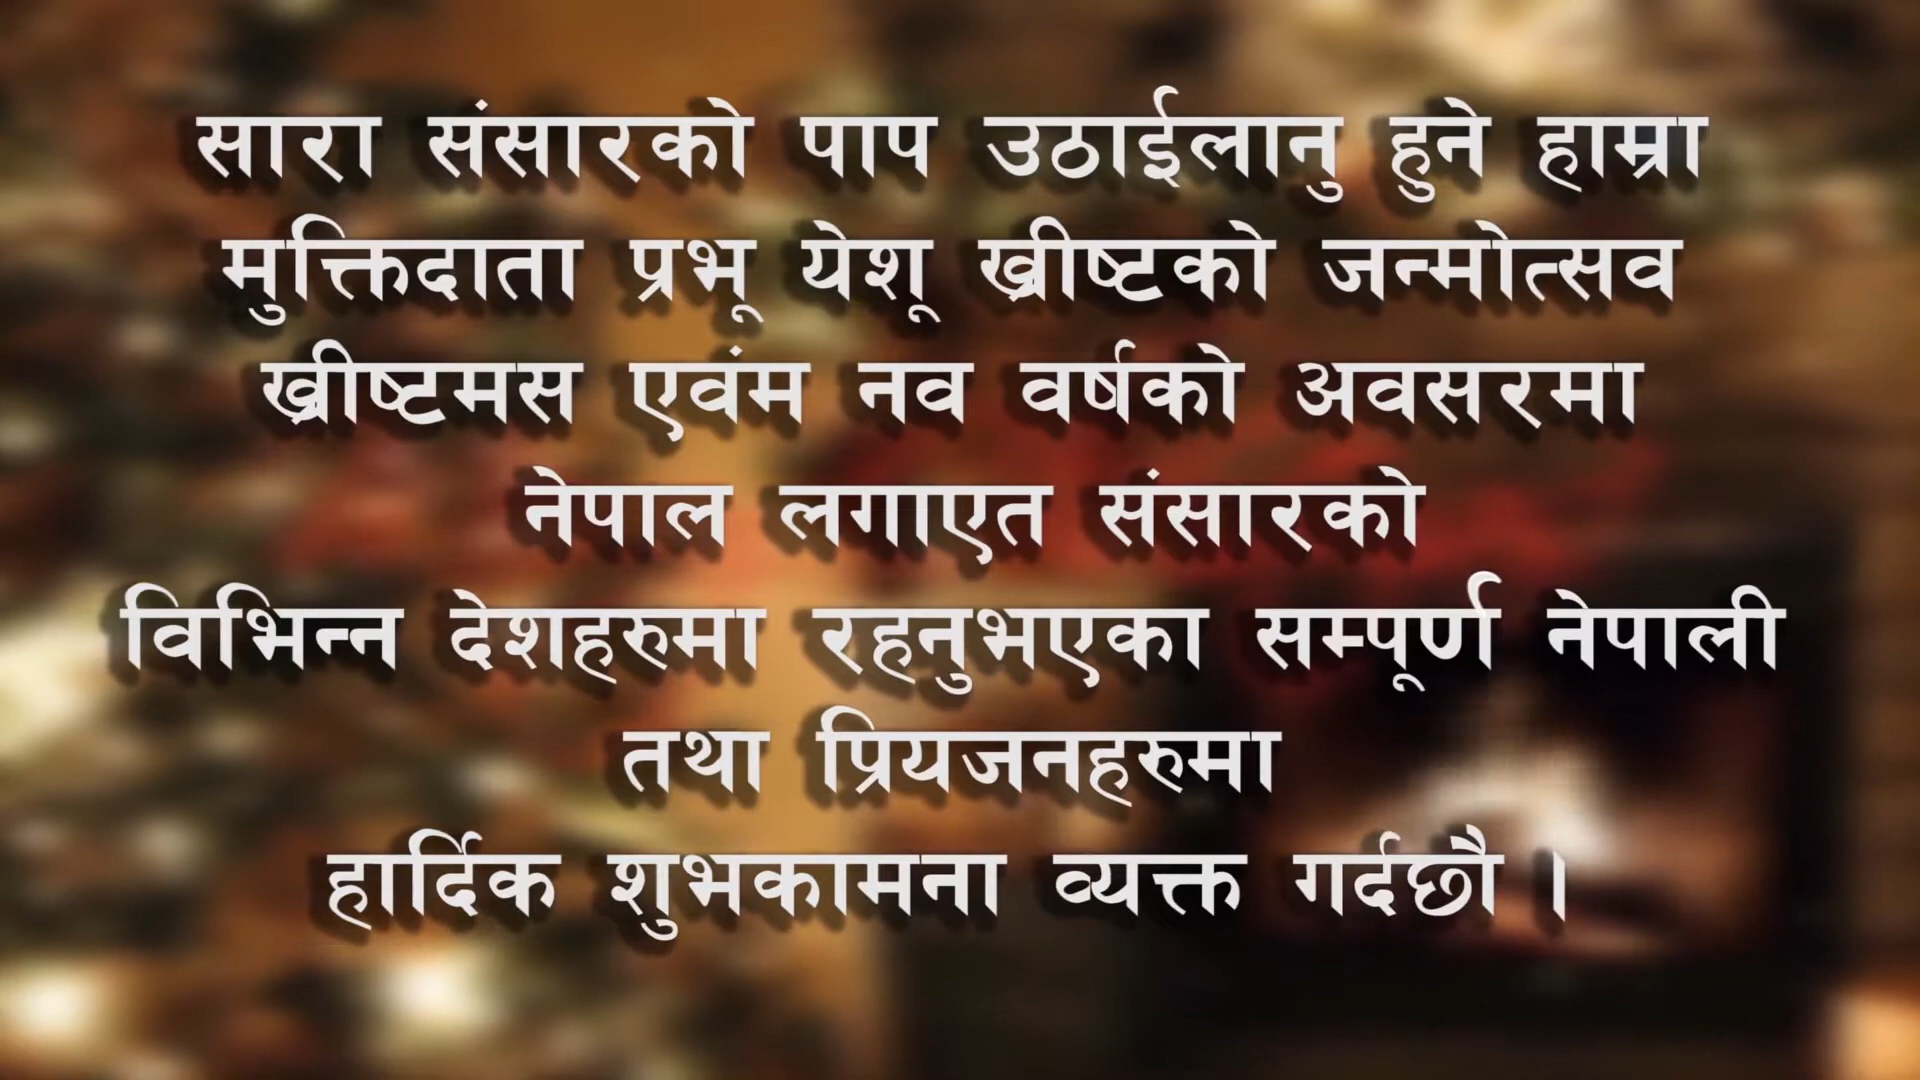 सारा संसारको पाप उठाईलानु हुने हाम्रा
मुक्तिदाता प्रभू येशू ख्रीष्टको जन्मोत्सव
ख्रीष्टमस एवंम नव वर्षको अवसरमा
नेपाल लगाएत संसारको
विभिन्न देशहरुमा रहनुभएका सम्पूर्ण नेपाली
तथा प्रियजनहरुमा
हार्दिक शुभकामना व्यक्त गर्दछौ ।